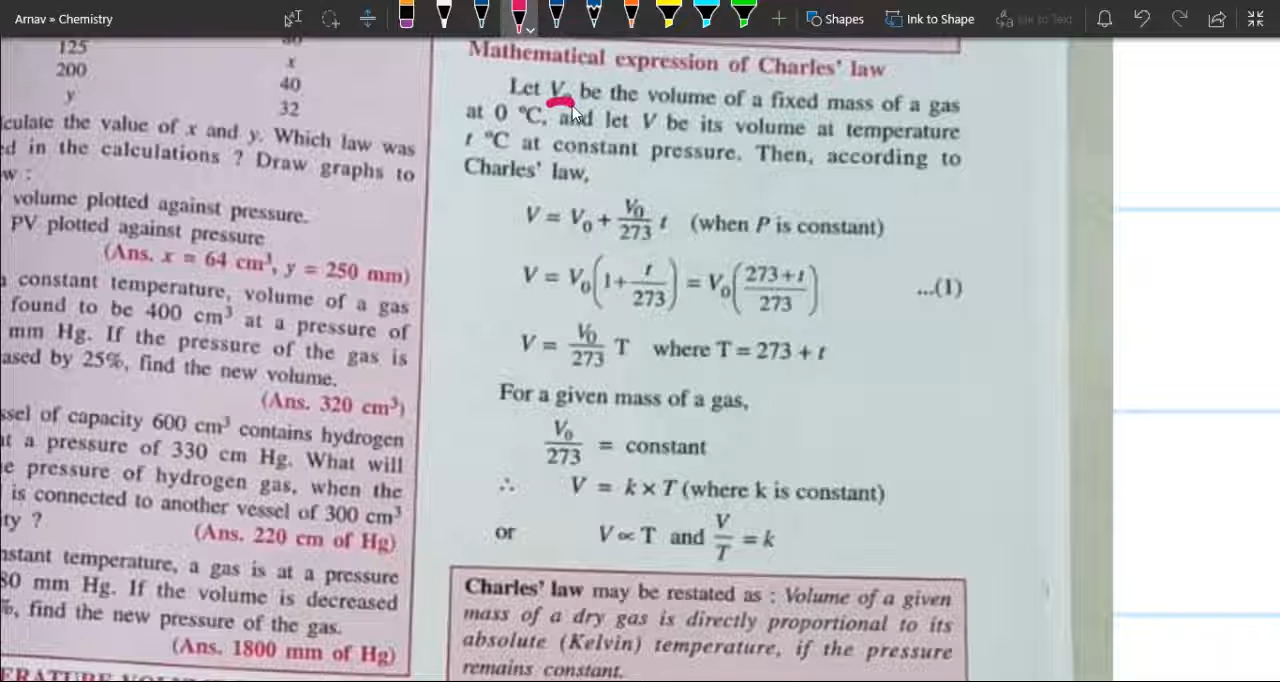 Arnav » Chemistry
Shapes
Ink to Shape
Ink to Text
125
200
y
x
40
32
culate the value of x and y. Which law was
ed in the calculations ? Draw graphs to
w :
volume plotted against pressure.
PV plotted against pressure
(Ans. x = 64 cm³, y = 250 mm)
constant temperature, volume of a gas
found to be 400 cm³ at a pressure of
mm Hg. If the pressure of the gas is
ased by 25%, find the new volume.
(Ans. 320 cm³)
ssel of capacity 600 cm³ contains hydrogen
at a pressure of 330 cm Hg. What will
e pressure of hydrogen gas, when the
is connected to another vessel of 300 cm³
ty ?
(Ans. 220 cm of Hg)
nstant temperature, a gas is at a pressure
80 mm Hg. If the volume is decreased
%, find the new pressure of the gas.
(Ans. 1800 mm of Hg)
Mathematical expression of Charles' law
Let V₀ be the volume of a fixed mass of a gas
at 0 °C, and let V be its volume at temperature
t °C at constant pressure. Then, according to
Charles' law,
V = V₀ + V₀/273 t (when P is constant)
V = V₀(1+ t/273) = V₀(273+t/273) ...(1)
V = V₀/273 T where T = 273 + t
For a given mass of a gas,
V₀/273 = constant
∴ V = k × T (where k is constant)
or V ∝ T and V/T = k
Charles' law may be restated as : Volume of a given
mass of a dry gas is directly proportional to its
absolute (Kelvin) temperature, if the pressure
remains constant.